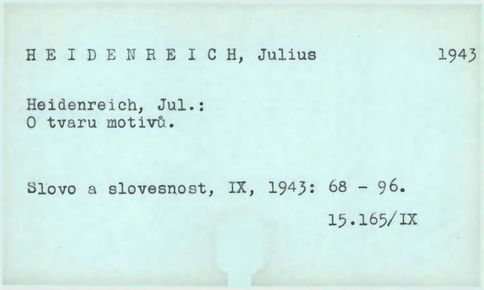 H E I D E N R E I C H, Julius 1943
Heidenreich, Jul.:
O tvaru motivů.
Slovo a slovesnost, IX, 1943: 68 - 96.
15.165/IX